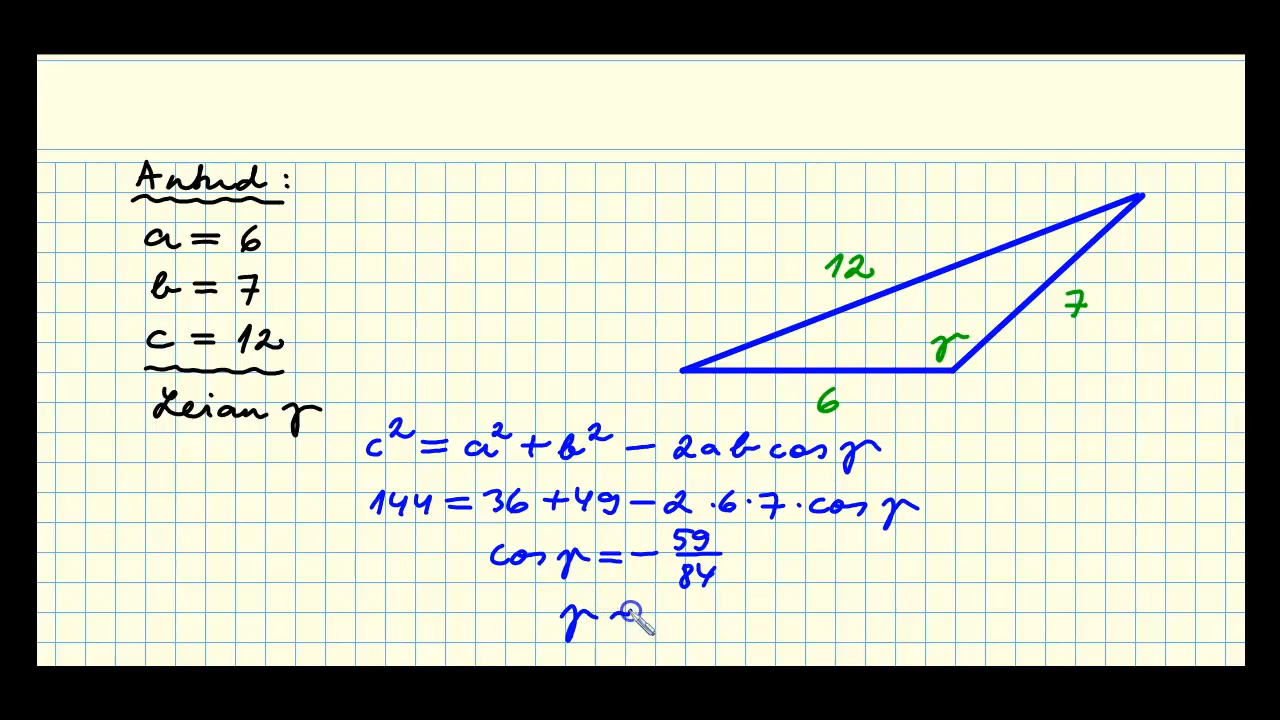 Antud:
a = 6
b = 7
c = 12
Leian γ
12
7
γ
6
c² = a² + b² − 2ab cos γ
144 = 36 + 49 − 2 · 6 · 7 · cos γ
cos γ = − 59/84
γ ~